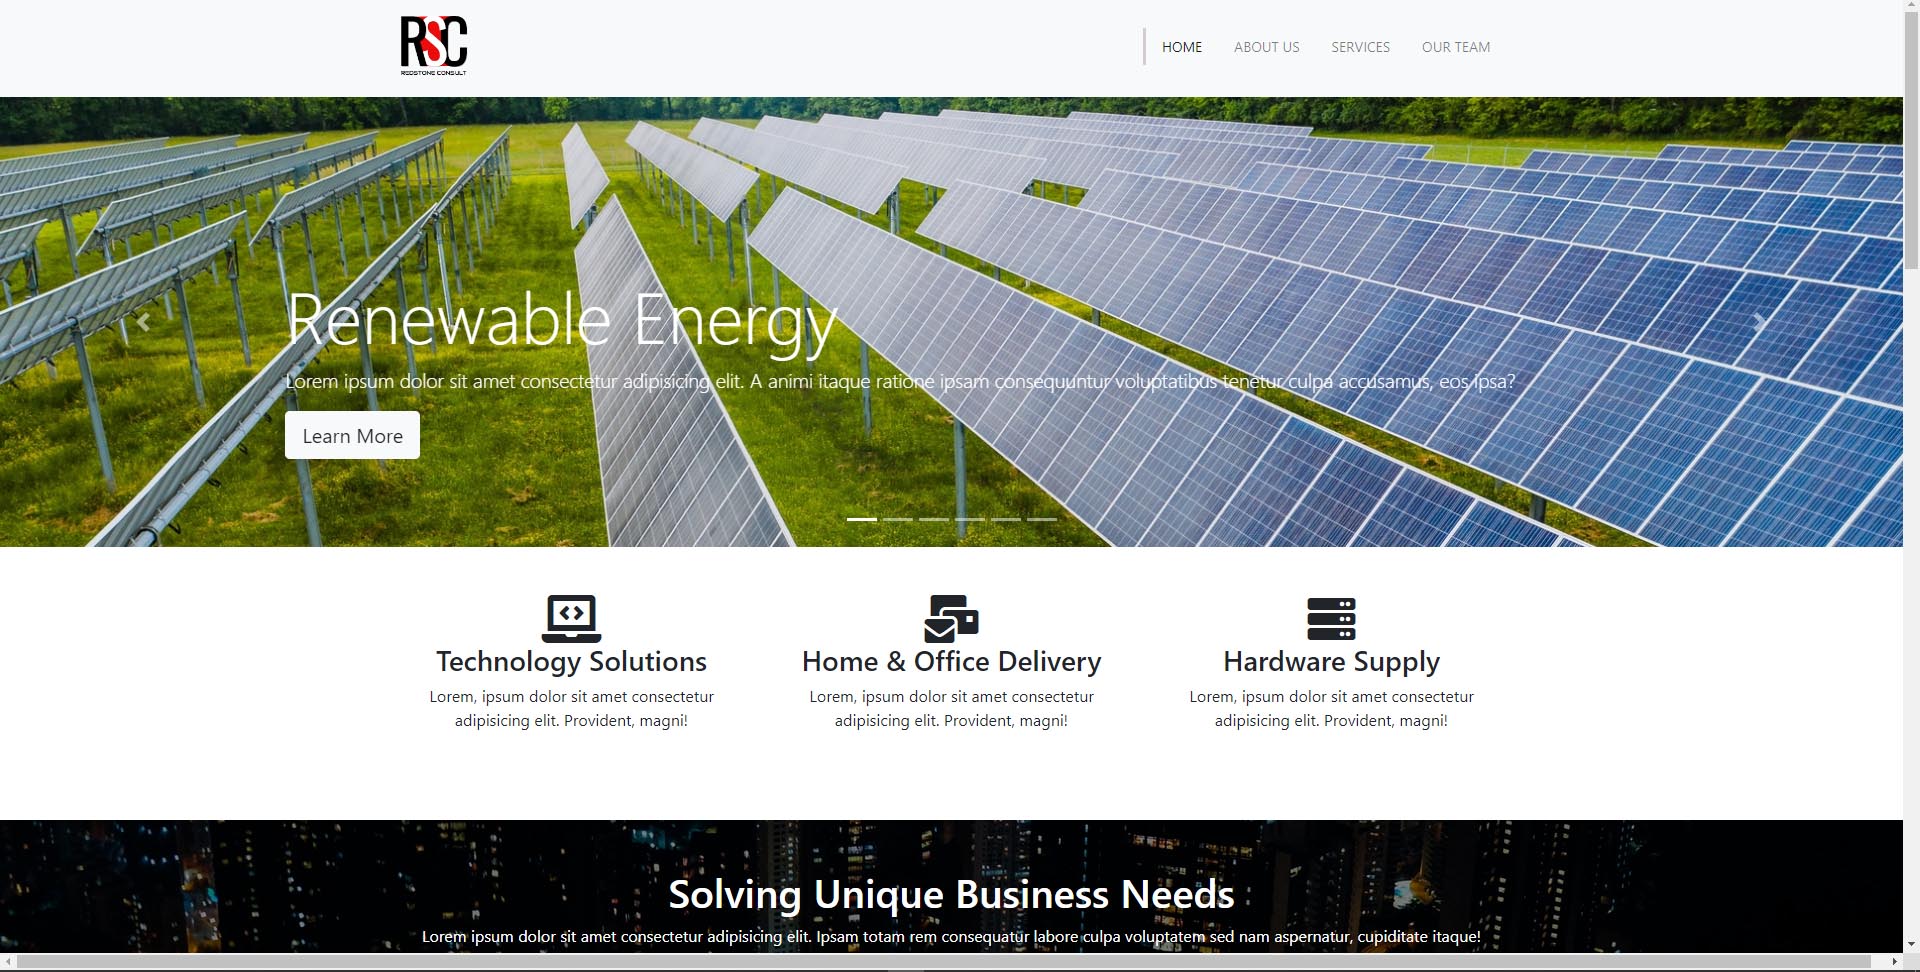 RSC
REDSTONE CONSULT
HOME ABOUT US SERVICES OUR TEAM
Renewable Energy
Lorem ipsum dolor sit amet consectetur adipisicing elit. A animi itaque ratione ipsam consequuntur voluptatibus tenetur culpa accusamus, eos ipsa?
Learn More
Technology Solutions
Lorem, ipsum dolor sit amet consectetur
adipisicing elit. Provident, magni!
Home & Office Delivery
Lorem, ipsum dolor sit amet consectetur
adipisicing elit. Provident, magni!
Hardware Supply
Lorem, ipsum dolor sit amet consectetur
adipisicing elit. Provident, magni!
Solving Unique Business Needs
Lorem ipsum dolor sit amet consectetur adipisicing elit. Ipsam totam rem consequatur labore culpa voluptatem sed nam aspernatur, cupiditate itaque!